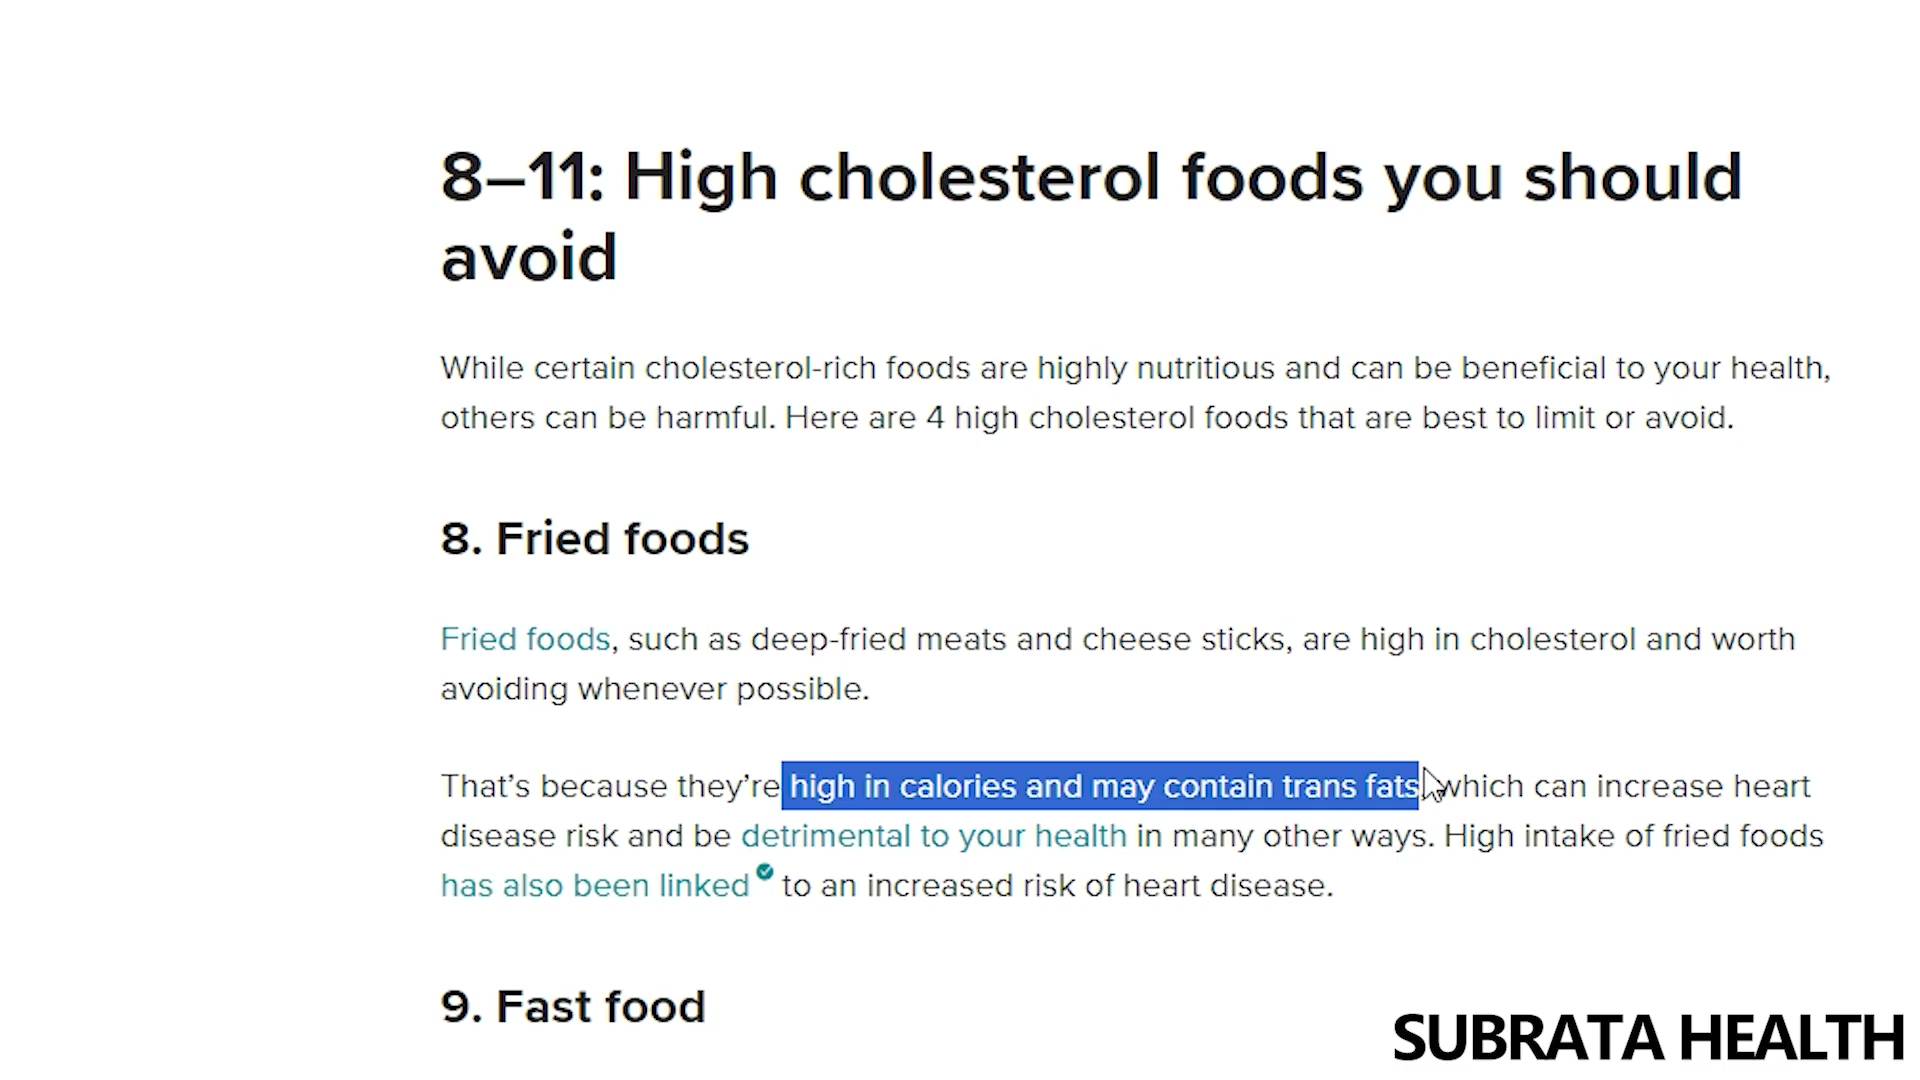 8–11: High cholesterol foods you should
avoid
While certain cholesterol-rich foods are highly nutritious and can be beneficial to your health,
others can be harmful. Here are 4 high cholesterol foods that are best to limit or avoid.
8. Fried foods
Fried foods, such as deep-fried meats and cheese sticks, are high in cholesterol and worth
avoiding whenever possible.
That’s because they’re high in calories and may contain trans fats, which can increase heart
disease risk and be detrimental to your health in many other ways. High intake of fried foods
has also been linked to an increased risk of heart disease.
9. Fast food
SUBRATA HEALTH